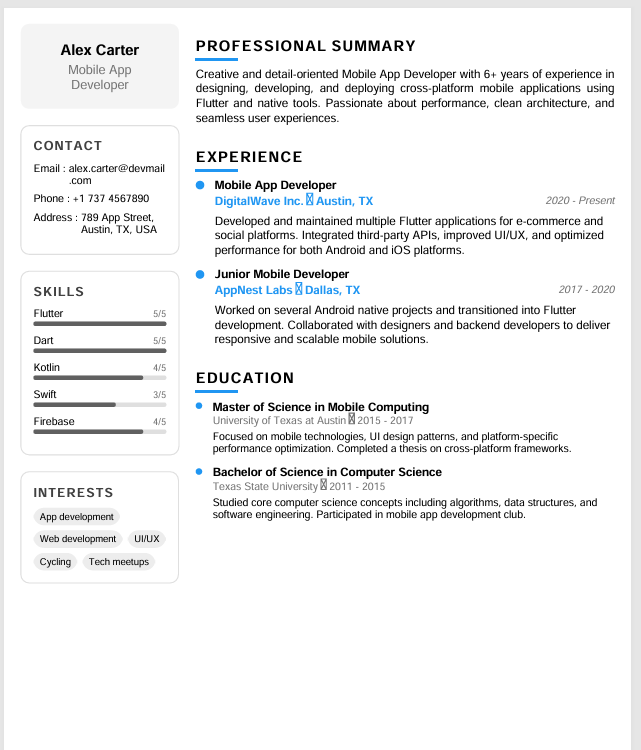 Alex Carter
Mobile App
Developer
CONTACT
Email : alex.carter@devmail
.com
Phone : +1 737 4567890
Address : 789 App Street,
Austin, TX, USA
SKILLS
Flutter 5/5
Dart 5/5
Kotlin 4/5
Swift 3/5
Firebase 4/5
INTERESTS
App development
Web development UI/UX
Cycling Tech meetups
PROFESSIONAL SUMMARY
Creative and detail-oriented Mobile App Developer with 6+ years of experience in
designing, developing, and deploying cross-platform mobile applications using
Flutter and native tools. Passionate about performance, clean architecture, and
seamless user experiences.
EXPERIENCE
Mobile App Developer
DigitalWave Inc. Austin, TX 2020 - Present
Developed and maintained multiple Flutter applications for e-commerce and
social platforms. Integrated third-party APIs, improved UI/UX, and optimized
performance for both Android and iOS platforms.
Junior Mobile Developer
AppNest Labs Dallas, TX 2017 - 2020
Worked on several Android native projects and transitioned into Flutter
development. Collaborated with designers and backend developers to deliver
responsive and scalable mobile solutions.
EDUCATION
Master of Science in Mobile Computing
University of Texas at Austin 2015 - 2017
Focused on mobile technologies, UI design patterns, and platform-specific
performance optimization. Completed a thesis on cross-platform frameworks.
Bachelor of Science in Computer Science
Texas State University 2011 - 2015
Studied core computer science concepts including algorithms, data structures, and
software engineering. Participated in mobile app development club.